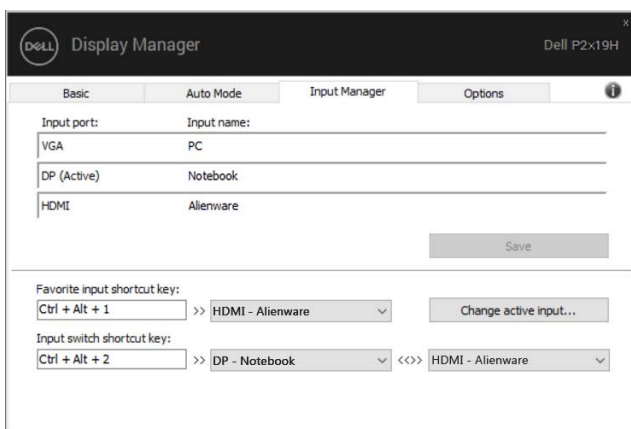 x
DELL Display Manager Dell P2x19H
Basic Auto Mode Input Manager Options i
Input port: Input name:
VGA PC
DP (Active) Notebook
HDMI Alienware
Save
Favorite input shortcut key:
Ctrl + Alt + 1 >> HDMI - Alienware Change active input...
Input switch shortcut key:
Ctrl + Alt + 2 >> DP - Notebook <<>> HDMI - Alienware